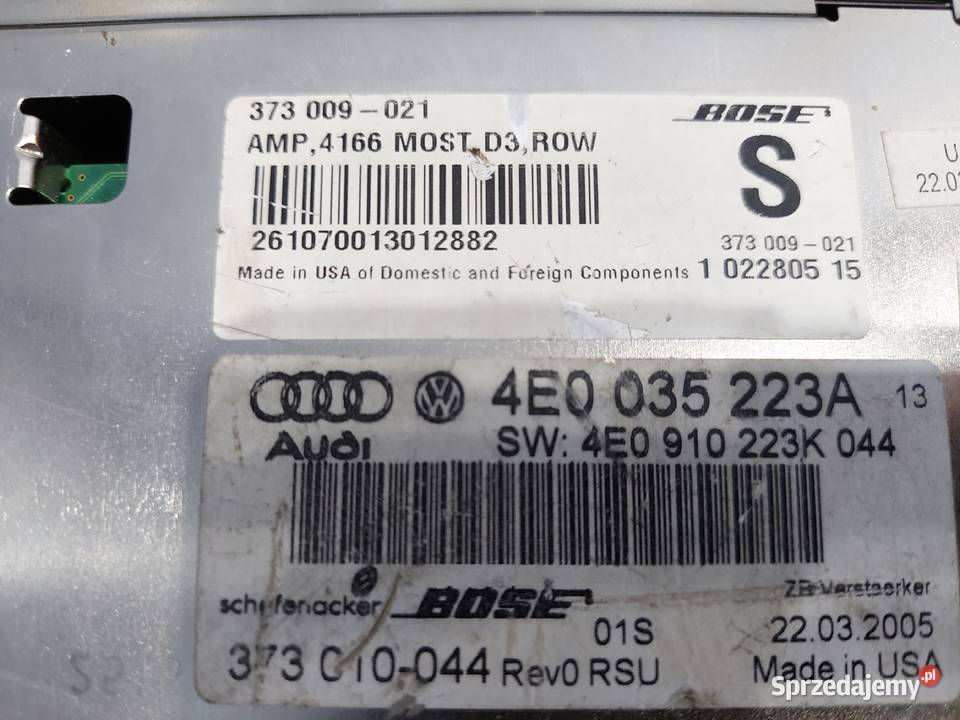 373 009-021
BOSE
AMP,4166 MOST,D3,ROW
S
261070013012882
373 009-021
Made in USA of Domestic and Foreign Components
1 022805 15
U
22.0
4E0 035 223A 13
Audi
SW: 4E0 910 223K 044
schefenacker BOSE
ZB Verstaerker
01S
22.03.2005
373 010-044 Rev0 RSU
Made in USA
Sprzedajemy.pl